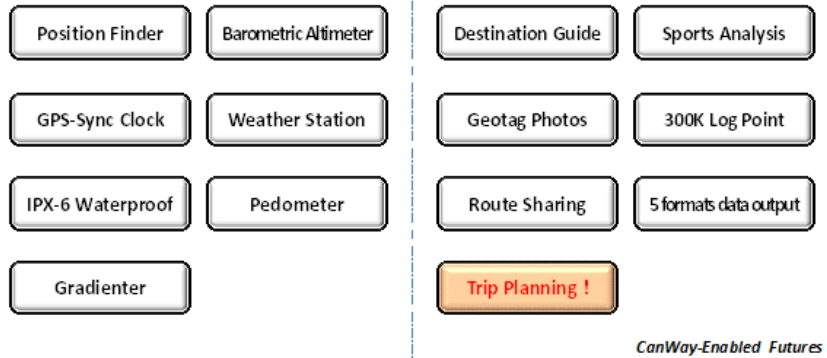 Position Finder
Barometric Altimeter
GPS-Sync Clock
Weather Station
IPX-6 Waterproof
Pedometer
Gradienter
Destination Guide
Sports Analysis
Geotag Photos
300K Log Point
Route Sharing
5 formats data output
Trip Planning !
CanWay-Enabled Futures